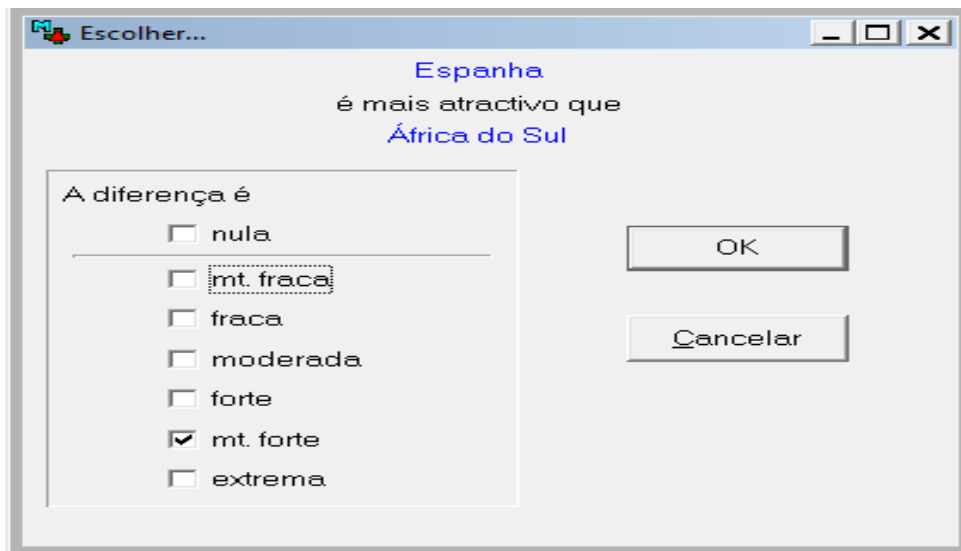 Escolher...
Espanha
é mais atractivo que
África do Sul
A diferença é
nula
mt. fraca
fraca
moderada
forte
mt. forte
extrema
OK
Cancelar